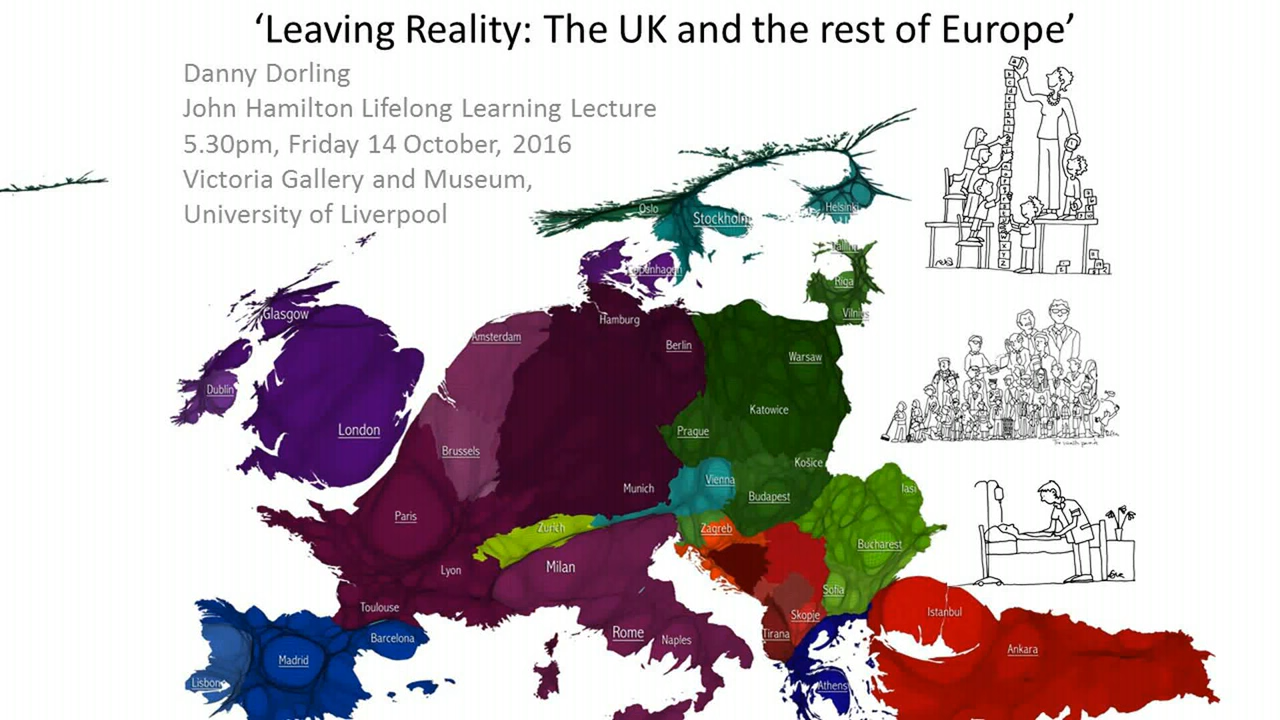 ‘Leaving Reality: The UK and the rest of Europe’
Danny Dorling
John Hamilton Lifelong Learning Lecture
5.30pm, Friday 14 October, 2016
Victoria Gallery and Museum,
University of Liverpool
Oslo
Stockholm
Helsinki
Tallinn
Copenhagen
Riga
Vilnius
Glasgow
Hamburg
Amsterdam
Berlin
Warsaw
Dublin
Katowice
London
Prague
Brussels
Košice
Vienna
Munich
Iasi
Budapest
Paris
Zurich
Zagreb
Bucharest
Milan
Lyon
Sofia
Toulouse
Skopje
Istanbul
Barcelona
Rome
Naples
Tirana
Ankara
Madrid
Lisbon
Athens